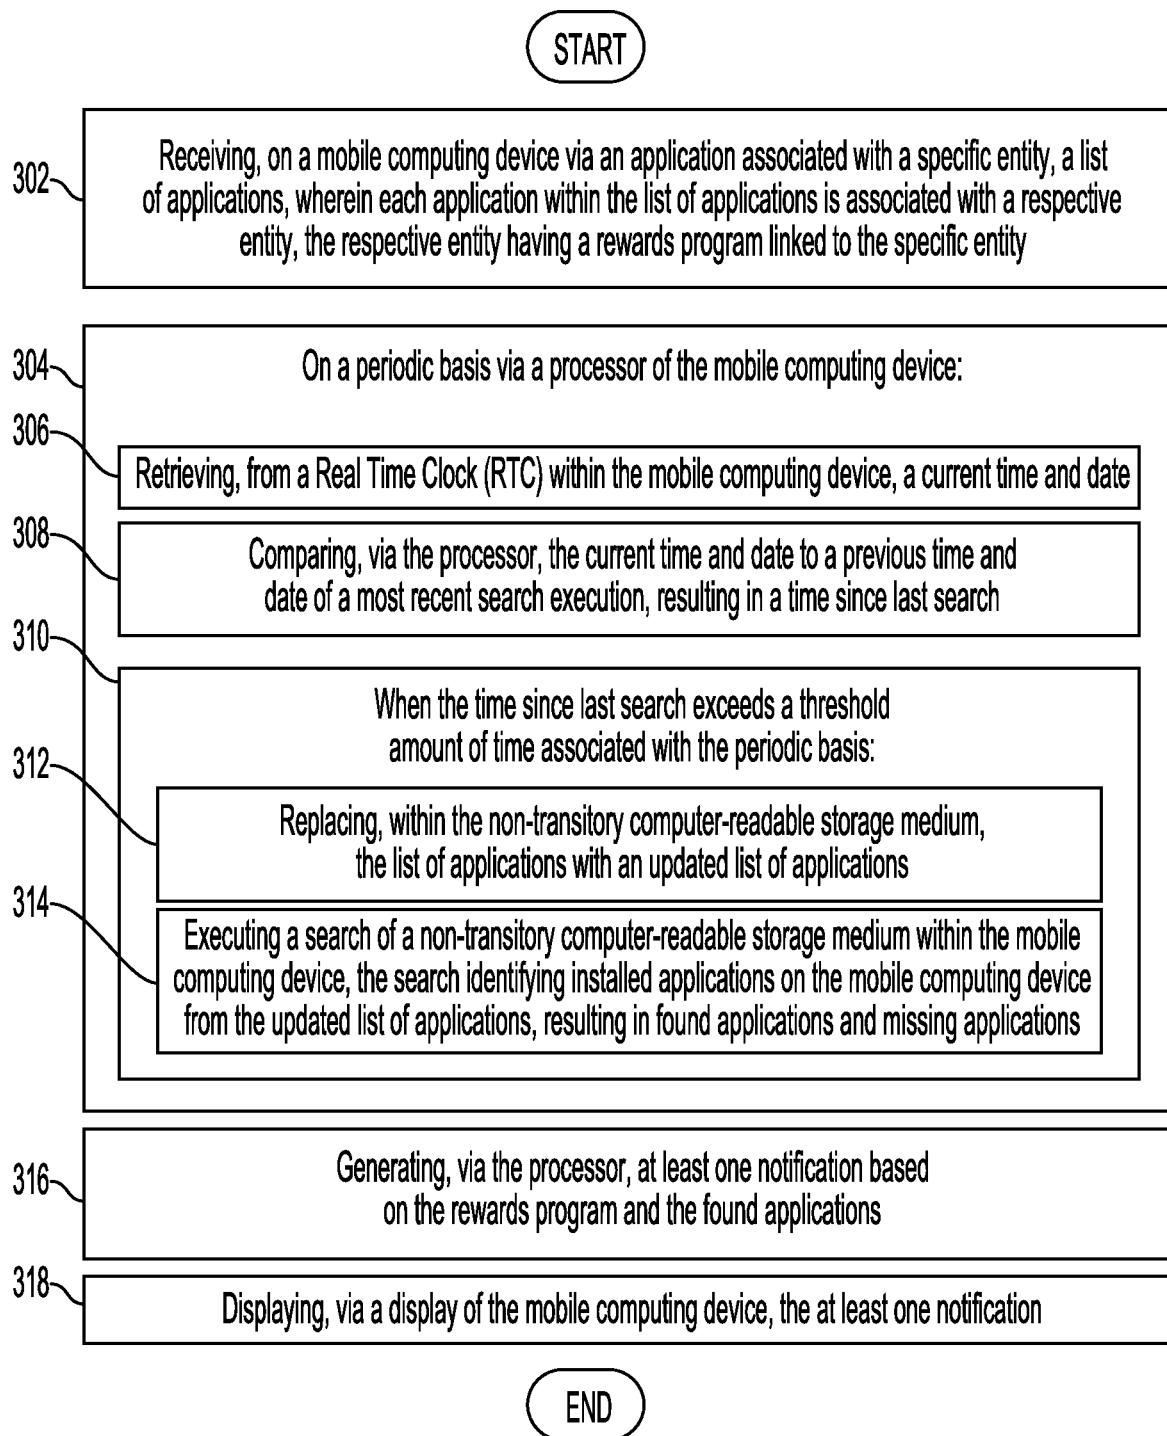 START
302
Receiving, on a mobile computing device via an application associated with a specific entity, a list
of applications, wherein each application within the list of applications is associated with a respective
entity, the respective entity having a rewards program linked to the specific entity
304
On a periodic basis via a processor of the mobile computing device:
306
Retrieving, from a Real Time Clock (RTC) within the mobile computing device, a current time and date
308
Comparing, via the processor, the current time and date to a previous time and
date of a most recent search execution, resulting in a time since last search
310
When the time since last search exceeds a threshold
amount of time associated with the periodic basis:
312
Replacing, within the non-transitory computer-readable storage medium,
the list of applications with an updated list of applications
314
Executing a search of a non-transitory computer-readable storage medium within the mobile
computing device, the search identifying installed applications on the mobile computing device
from the updated list of applications, resulting in found applications and missing applications
316
Generating, via the processor, at least one notification based
on the rewards program and the found applications
318
Displaying, via a display of the mobile computing device, the at least one notification
END